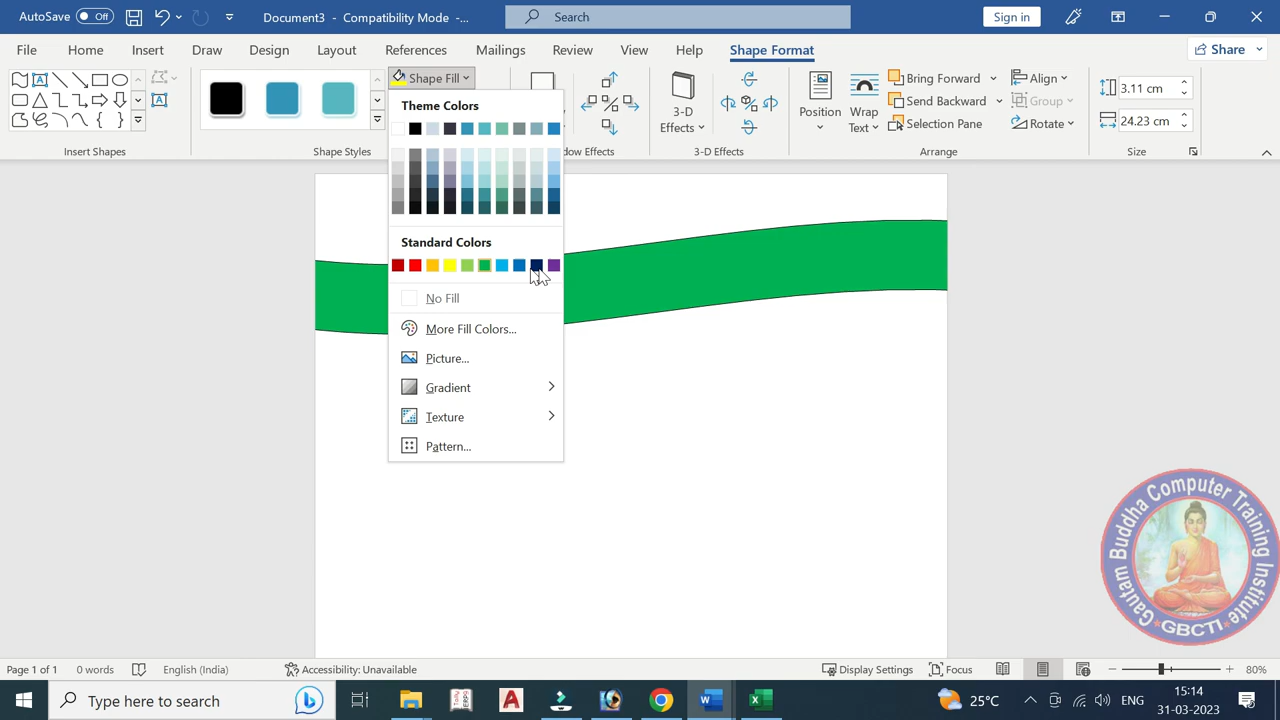 AutoSave Off Document3 - Compatibility Mode -... Search Sign in
File Home Insert Draw Design Layout References Mailings Review View Help Shape Format Share
Shape Fill
3-D
Effects
Position
Wrap
Text
Bring Forward
Send Backward
Selection Pane
Align
Group
Rotate
3.11 cm
24.23 cm
Insert Shapes Shape Styles ow Effects 3-D Effects Arrange Size
Theme Colors
Standard Colors
No Fill
More Fill Colors...
Picture...
Gradient
Texture
Pattern...
Gautam Buddha Computer Training Institute
GBCTI
Page 1 of 1 0 words English (India) Accessibility: Unavailable Display Settings Focus 80%
Type here to search 25°C ENG 15:14
31-03-2023